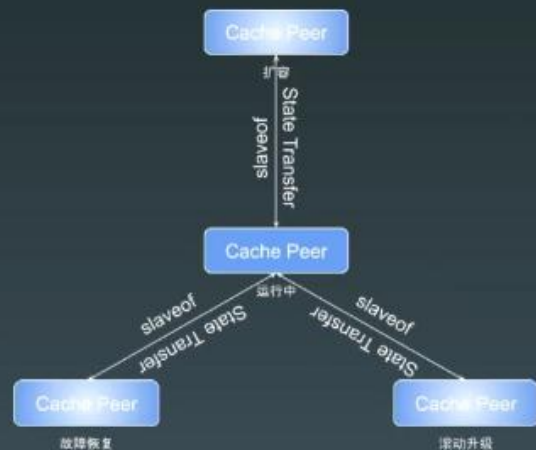 Cache Peer
扩容
State Transfer
slaveof
Cache Peer
运行中
slaveof
State Transfer
slaveof
State Transfer
Cache Peer
Cache Peer
故障恢复
滚动升级